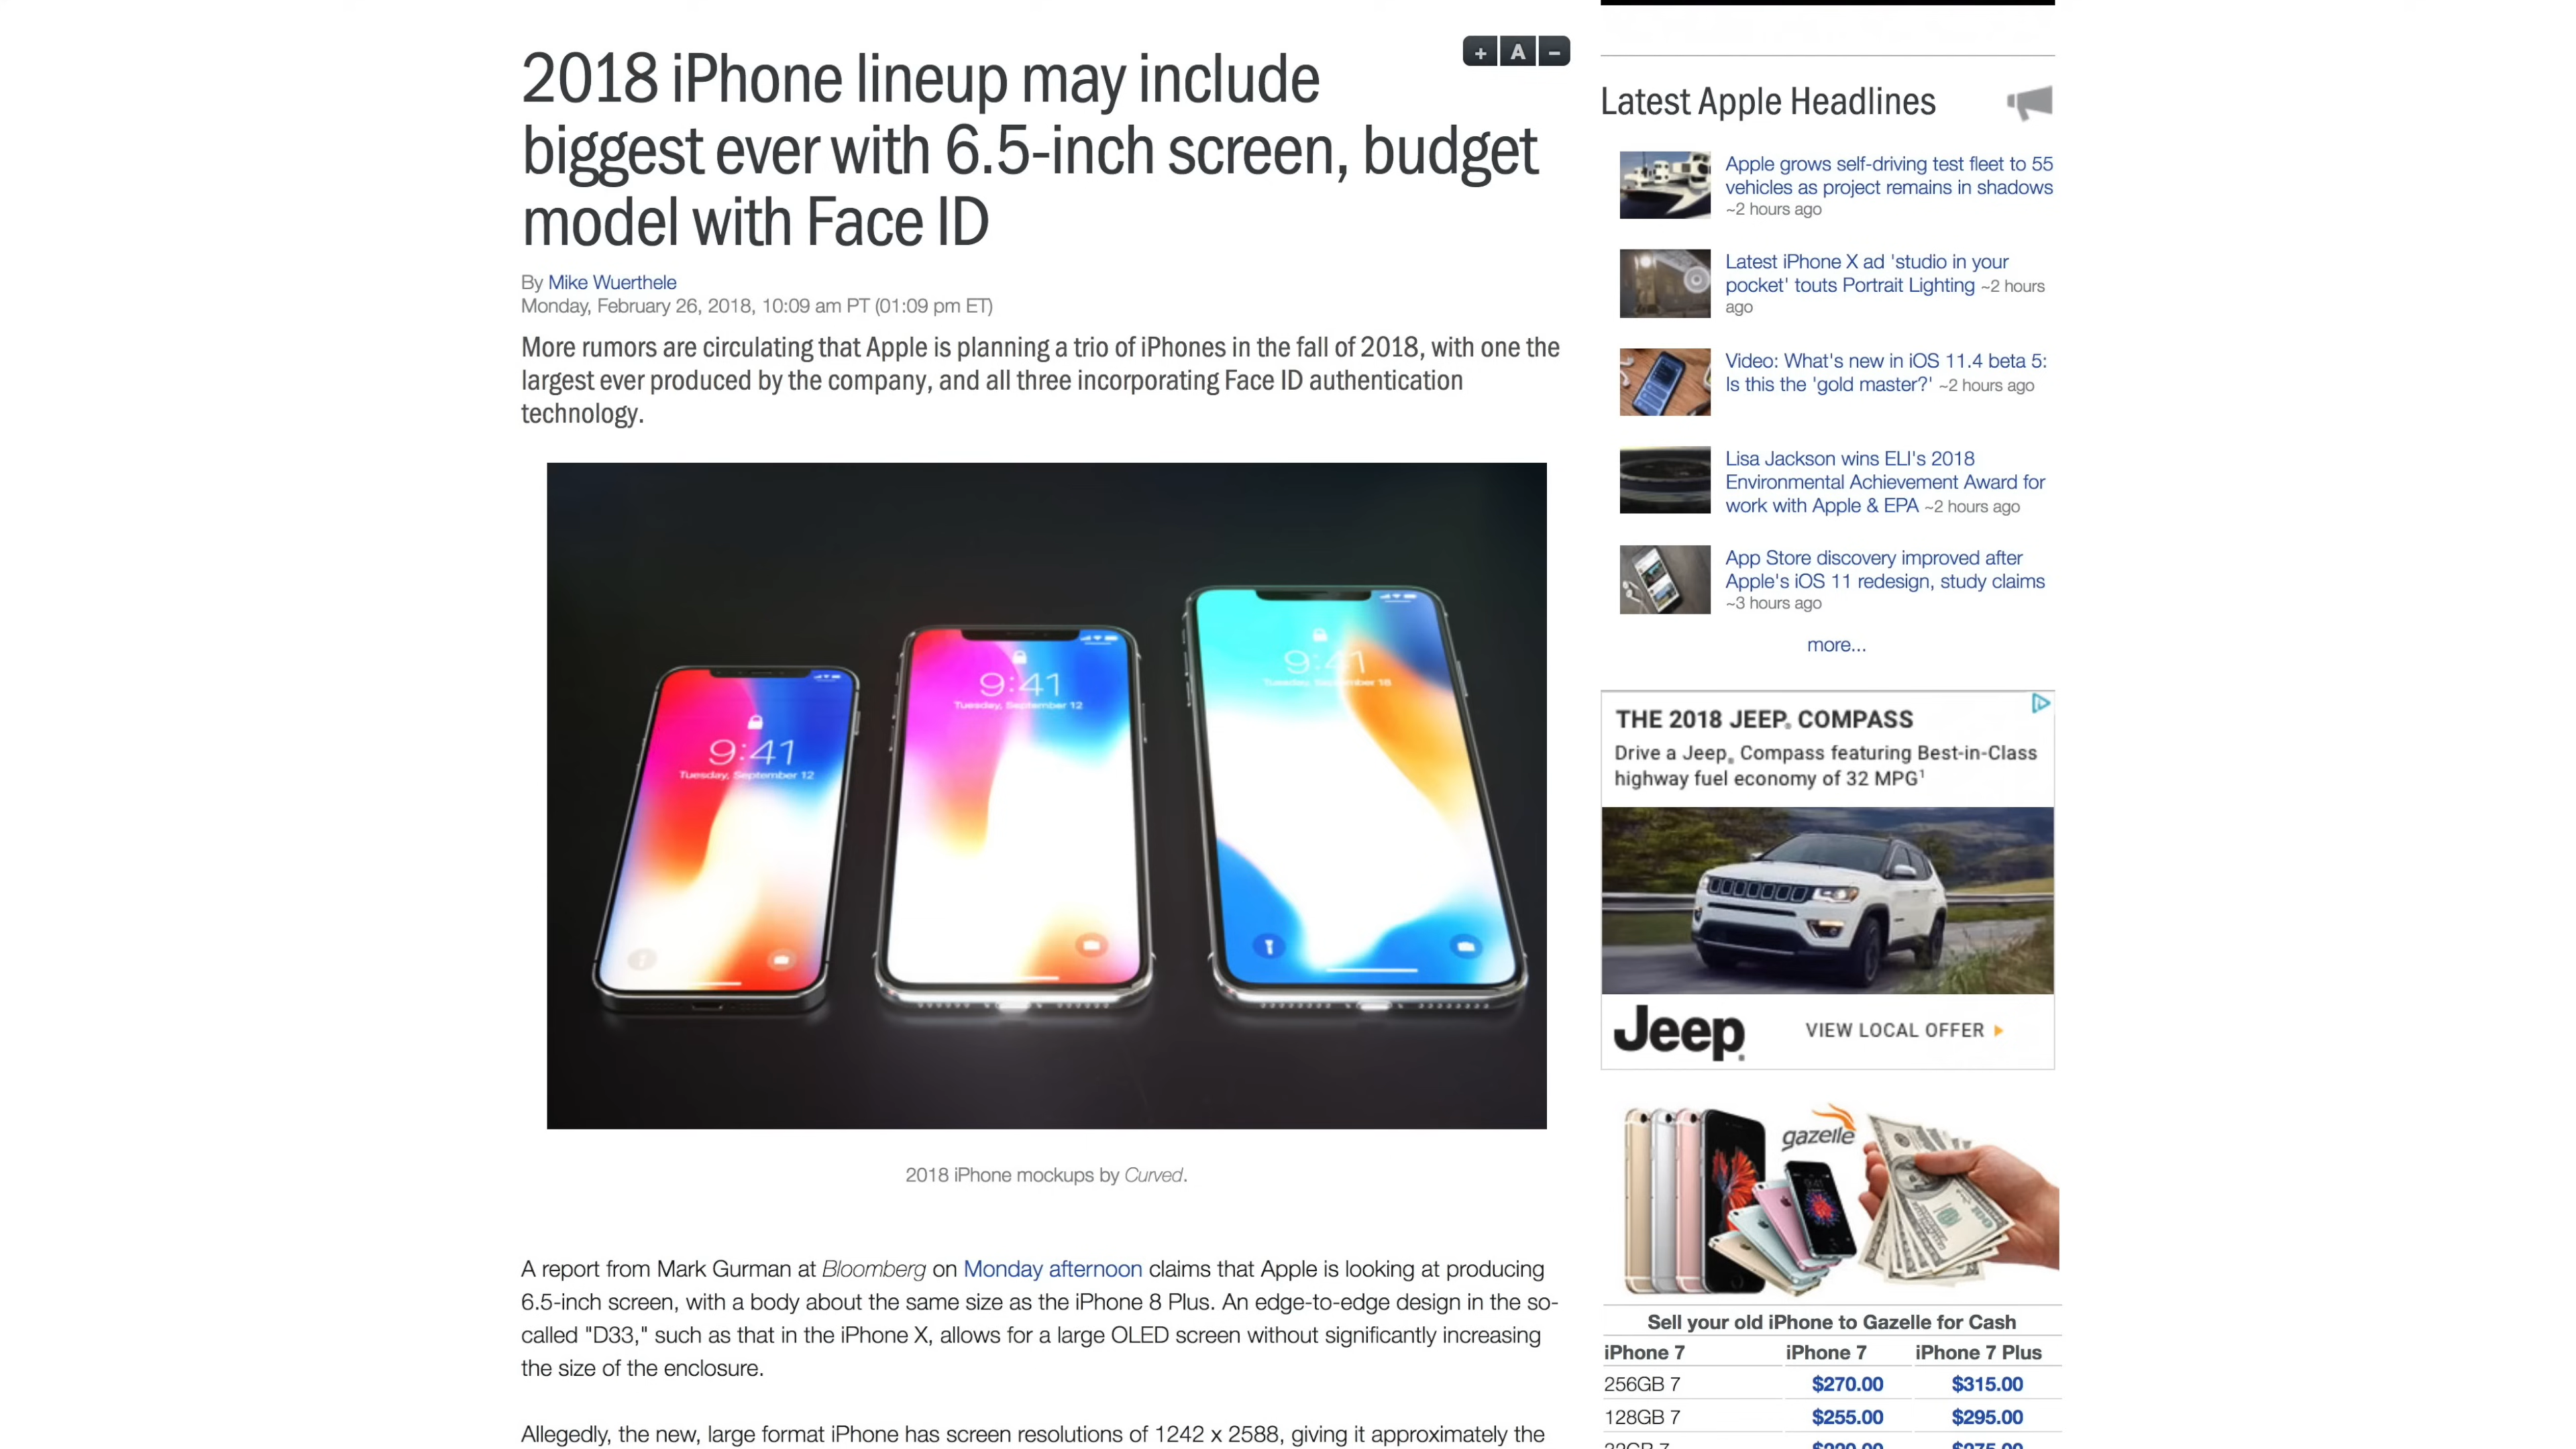 2018 iPhone lineup may include
biggest ever with 6.5-inch screen, budget
model with Face ID
+ A −
By Mike Wuerthele
Monday, February 26, 2018, 10:09 am PT (01:09 pm ET)
More rumors are circulating that Apple is planning a trio of iPhones in the fall of 2018, with one the
largest ever produced by the company, and all three incorporating Face ID authentication
technology.
9:41
Tuesday, September 12
9:41
Tuesday, September 12
9:41
Tuesday, September 18
2018 iPhone mockups by Curved.
A report from Mark Gurman at Bloomberg on Monday afternoon claims that Apple is looking at producing
6.5-inch screen, with a body about the same size as the iPhone 8 Plus. An edge-to-edge design in the so-
called "D33," such as that in the iPhone X, allows for a large OLED screen without significantly increasing
the size of the enclosure.
Allegedly, the new, large format iPhone has screen resolutions of 1242 x 2588, giving it approximately the
Latest Apple Headlines
Apple grows self-driving test fleet to 55
vehicles as project remains in shadows
~2 hours ago
Latest iPhone X ad 'studio in your
pocket' touts Portrait Lighting ~2 hours
ago
Video: What's new in iOS 11.4 beta 5:
Is this the 'gold master?' ~2 hours ago
Lisa Jackson wins ELI's 2018
Environmental Achievement Award for
work with Apple & EPA ~2 hours ago
App Store discovery improved after
Apple's iOS 11 redesign, study claims
~3 hours ago
more...
THE 2018 JEEP® COMPASS
Drive a Jeep® Compass featuring Best-in-Class
highway fuel economy of 32 MPG¹
Jeep®
VIEW LOCAL OFFER
gazelle
Sell your old iPhone to Gazelle for Cash
iPhone 7 iPhone 7 iPhone 7 Plus
256GB 7 $270.00 $315.00
128GB 7 $255.00 $295.00
32GB 7 $220.00 $275.00